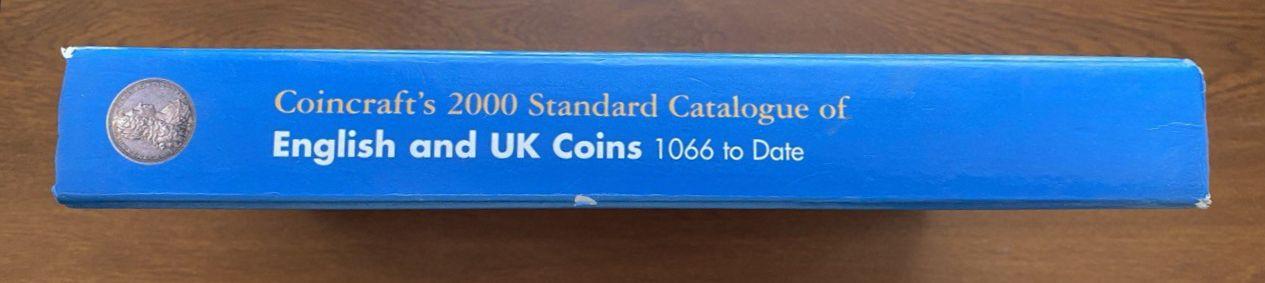 Coincraft's 2000 Standard Catalogue of
English and UK Coins 1066 to Date